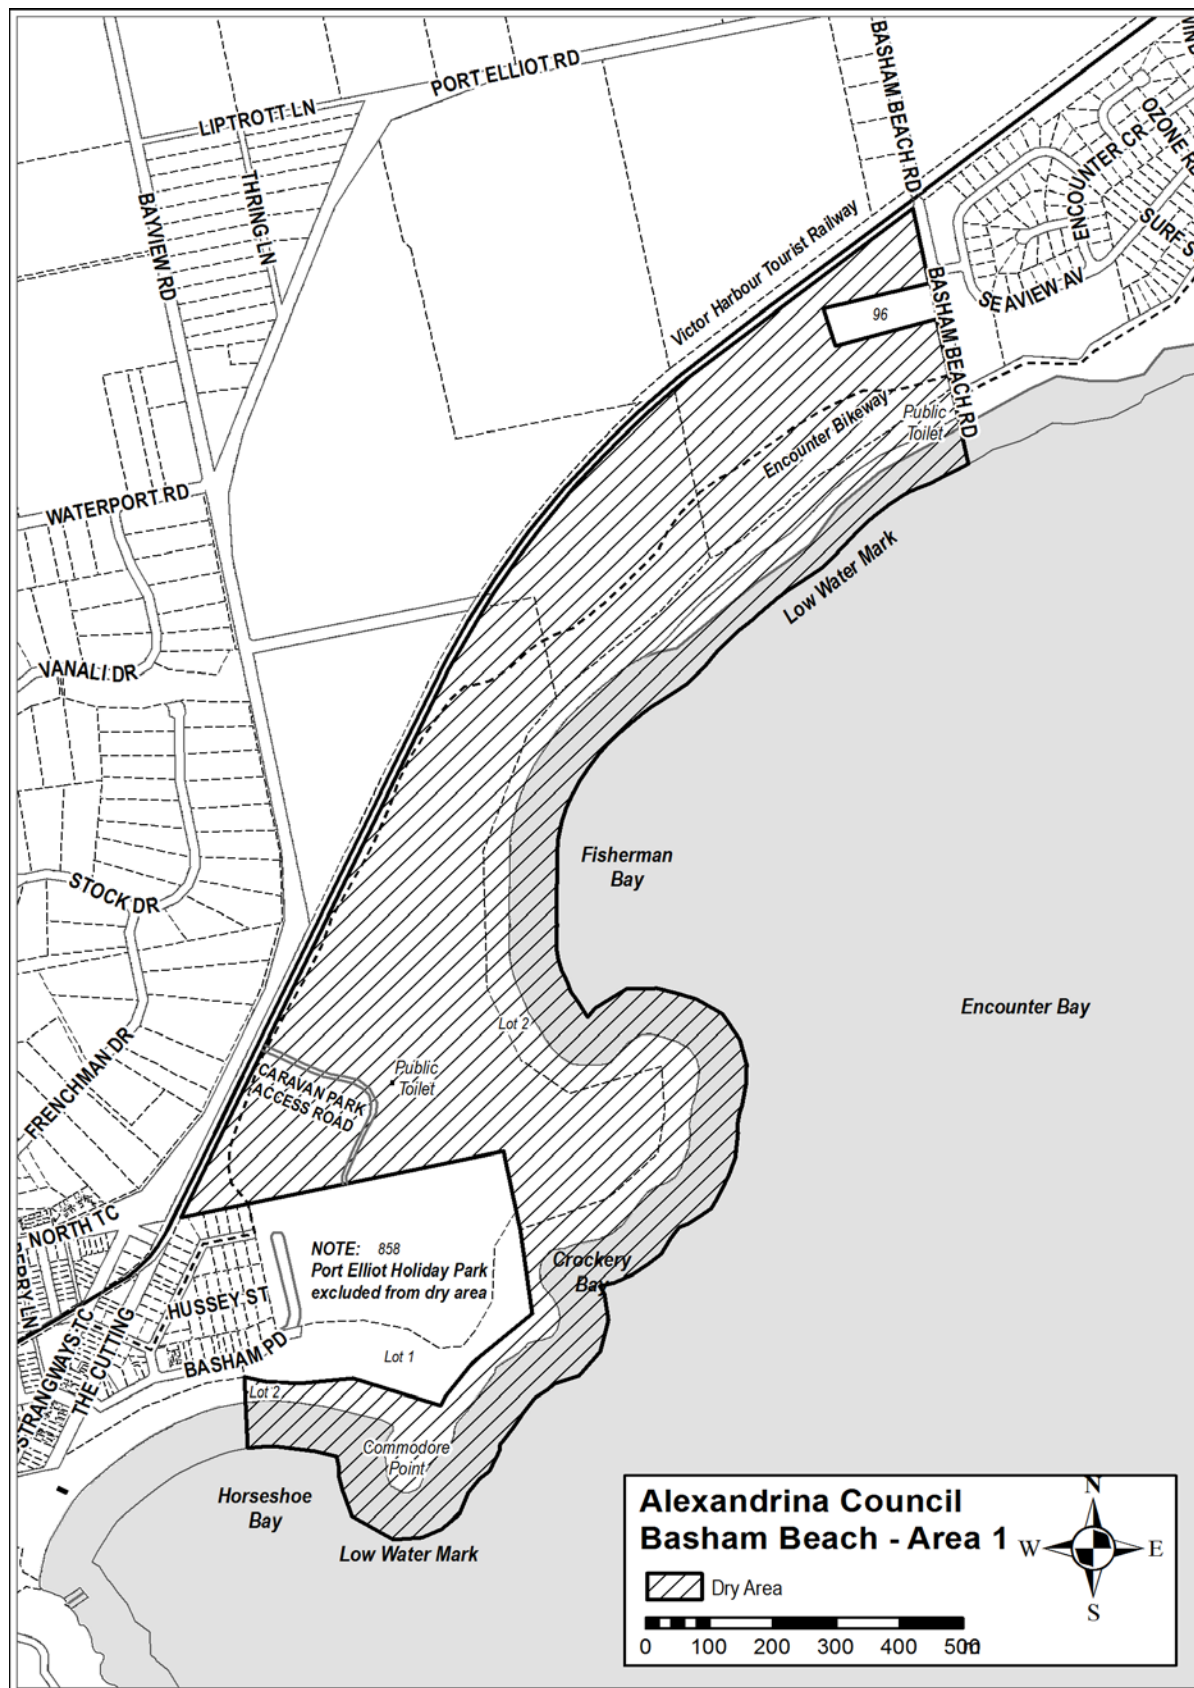 PORT ELLIOT RD
LIPTROTT LN
THRING LN
BAYVIEW RD
BASHAM BEACH RD
ENCOUNTER CR
SURF S
SEAVIEW AV
Victor Harbour Tourist Railway
BASHAM BEACH RD
96
Encounter Bikeway
Public
Toilet
WATERPORT RD
Low Water Mark
VANALI DR
Fisherman
Bay
STOCK DR
Encounter Bay
Lot 2
FRENCHMAN DR
CARAVAN PARK
ACCESS ROAD
Public
Toilet
NORTH TC
NOTE: 858
Port Elliot Holiday Park
excluded from dry area
Crockery
Bay
HUSSEY ST
STRANGWAYS TC
THE CUTTING
BASHAM PD
Lot 1
Lot 2
Commodore
Point
Horseshoe
Bay
Low Water Mark
Alexandrina Council
Basham Beach - Area 1
Dry Area
0 100 200 300 400 500
m
N
W E
S